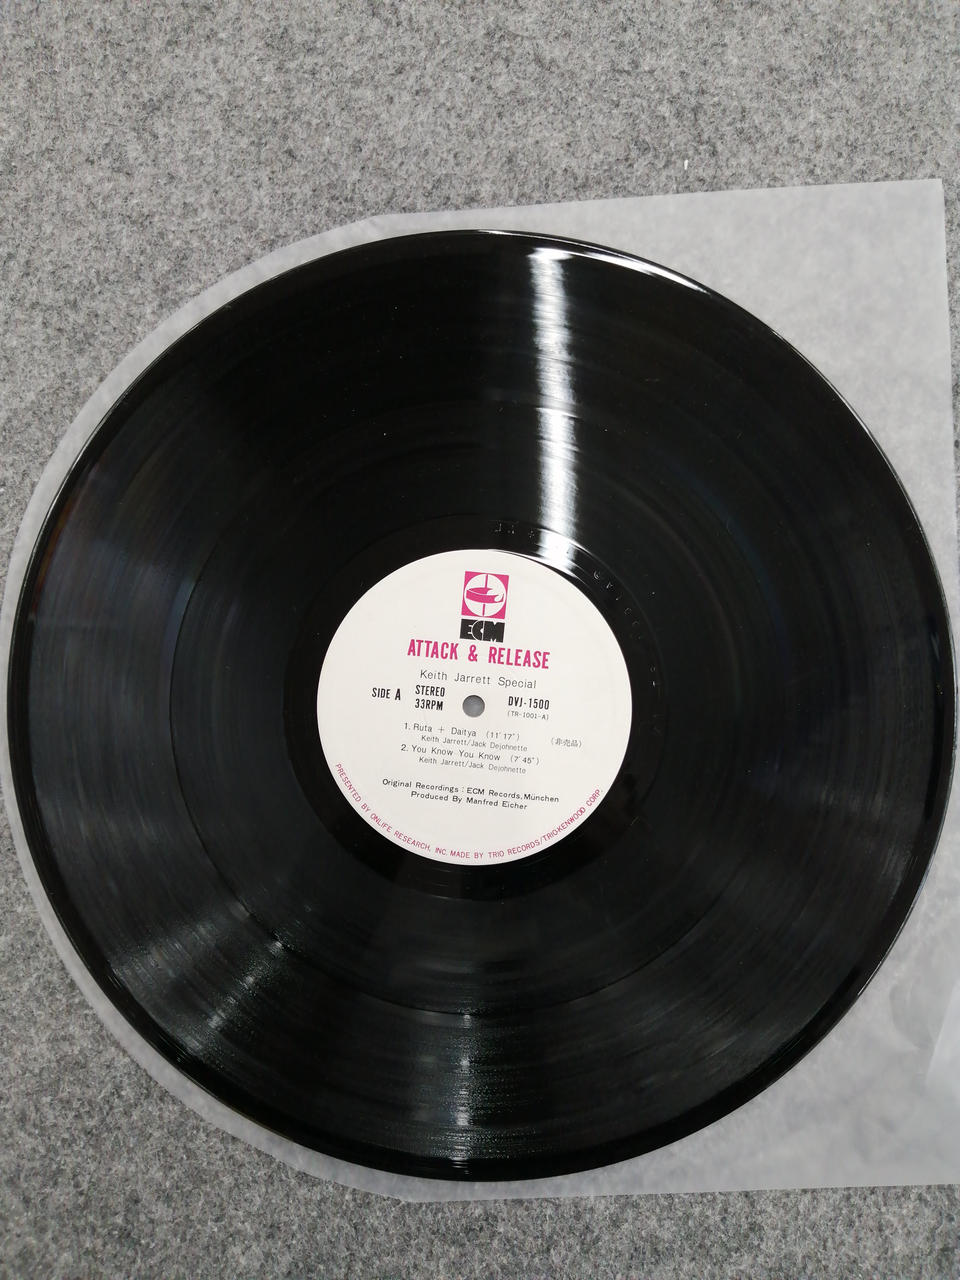 ECM
ATTACK & RELEASE
Keith Jarrett Special
SIDE A STEREO 33RPM DVJ-1500
(TR-1001-A)
1. Ruta + Daitya (11'17") (非売品)
Keith Jarrett/Jack Dejohnette
2. You Know You Know (7'45")
Keith Jarrett/Jack Dejohnette
Original Recordings : ECM Records, München
Produced By Manfred Eicher
PRESENTED BY ONLIFE RESEARCH, INC. MADE BY TRIO RECORDS/TRIO-KENWOOD CORP.